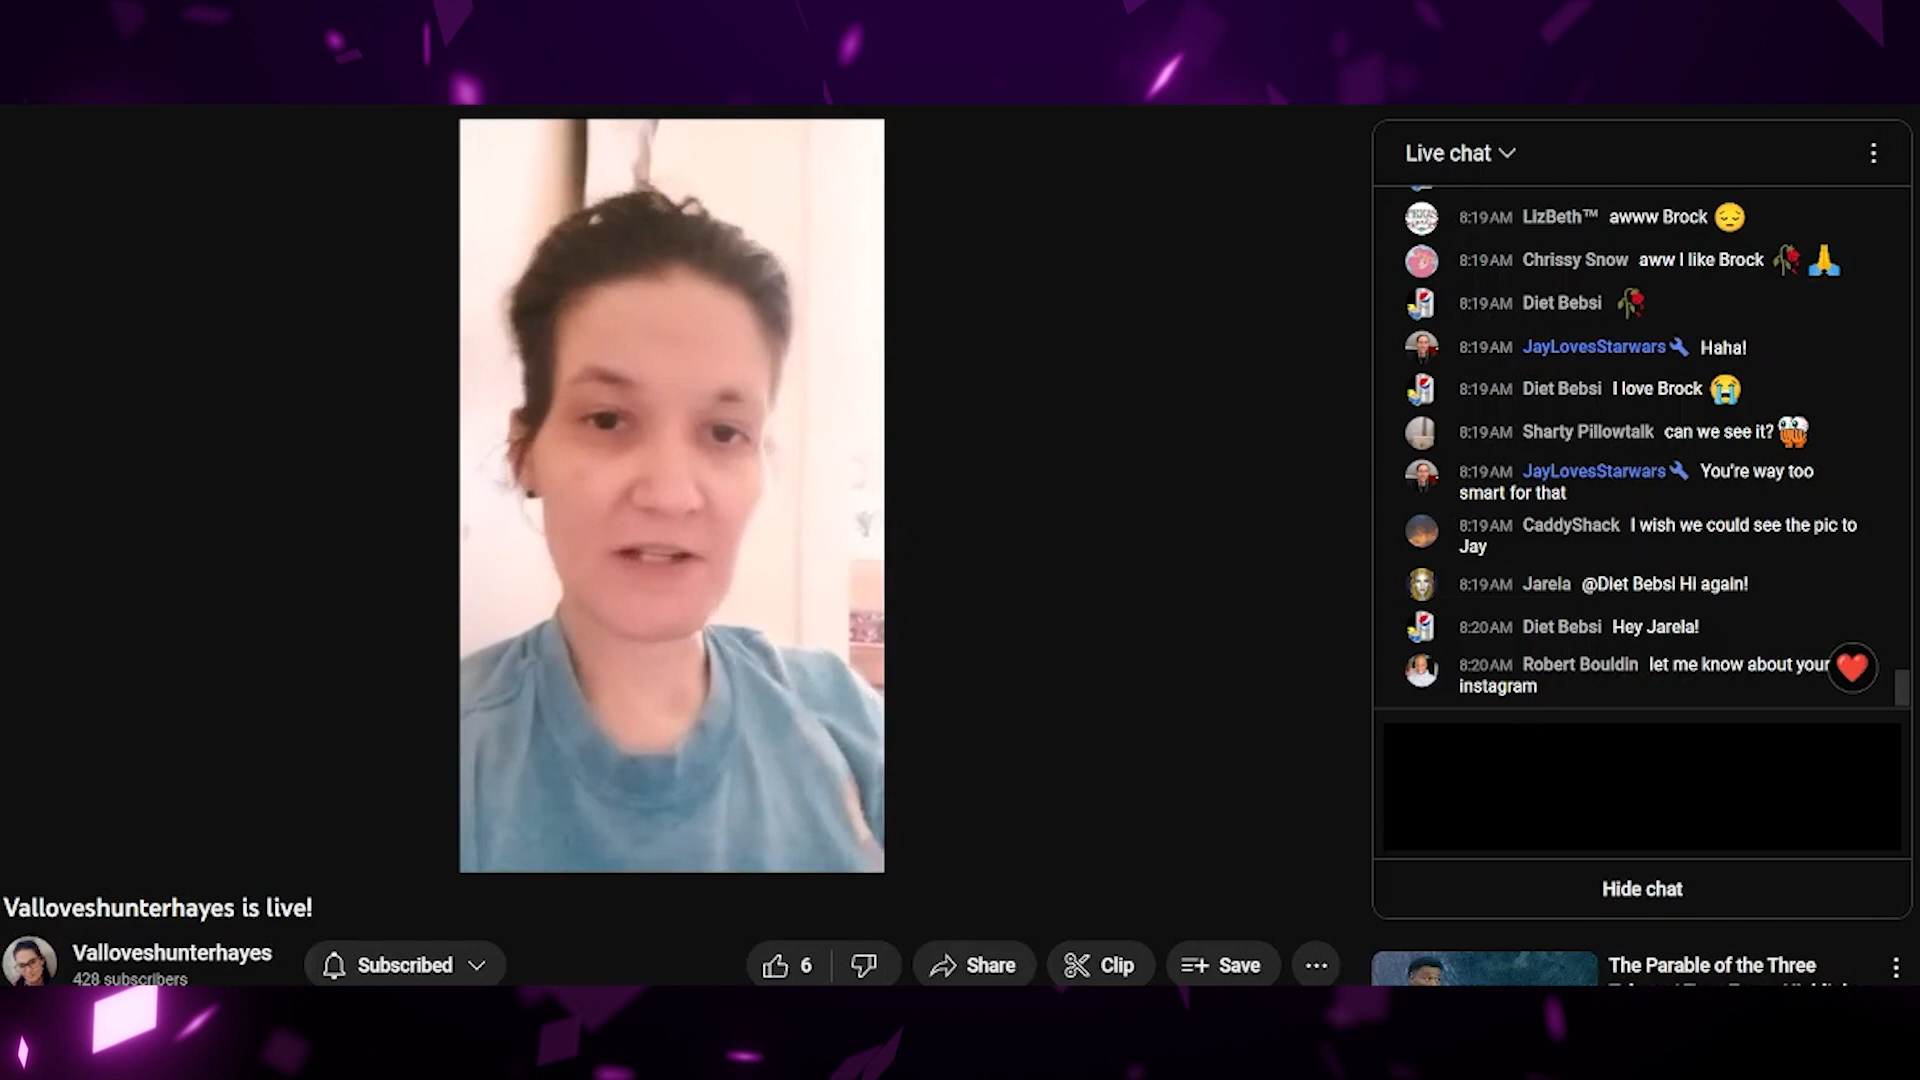 Live chat
8:19 AM LizBeth™ awww Brock 😔
8:19 AM Chrissy Snow aww I like Brock 🥀 🙏
8:19 AM Diet Bebsi 🥀
8:19 AM JayLovesStarwars Haha!
8:19 AM Diet Bebsi I love Brock 😭
8:19 AM Sharty Pillowtalk can we see it?
8:19 AM JayLovesStarwars You're way too
smart for that
8:19 AM CaddyShack I wish we could see the pic to
Jay
8:19 AM Jarela @Diet Bebsi Hi again!
8:20 AM Diet Bebsi Hey Jarela!
8:20 AM Robert Bouldin let me know about your
instagram
Hide chat
Valloveshunterhayes is live!
Valloveshunterhayes
428 subscribers
Subscribed
6
Share
Clip
Save
The Parable of the Three